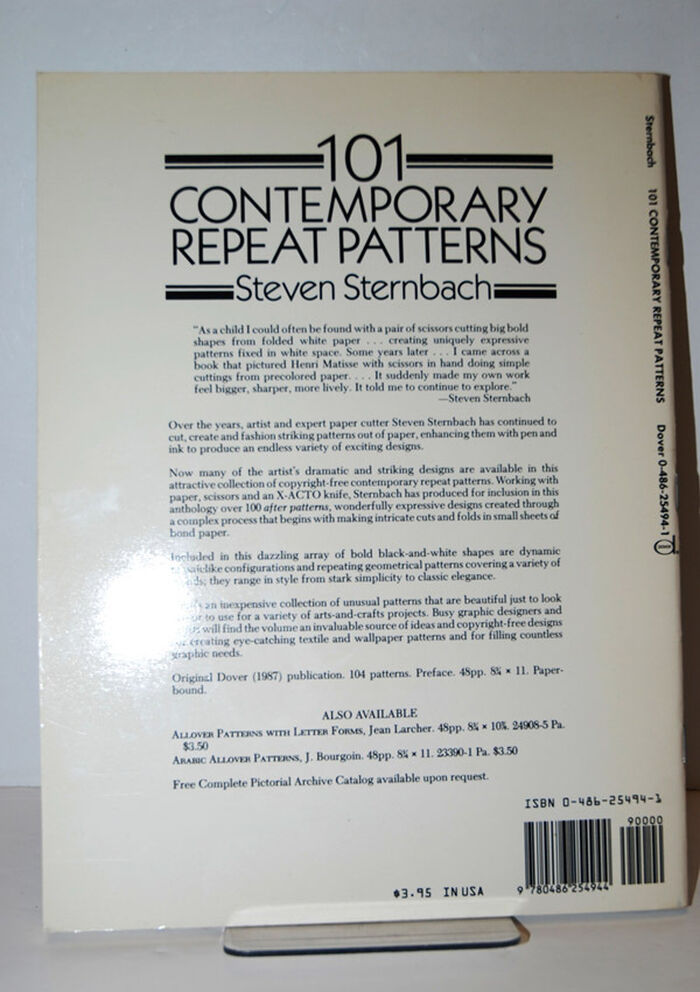 101
CONTEMPORARY
REPEAT PATTERNS
Steven Sternbach
"As a child I could often be found with a pair of scissors cutting big bold
shapes from folded white paper . . . creating uniquely expressive
patterns fixed in white space. Some years later . . . I came across a
book that pictured Henri Matisse with scissors in hand doing simple
cuttings from precolored paper. . . . It suddenly made my own work
feel bigger, sharper, more lively. It told me to continue to explore."
—Steven Sternbach
Over the years, artist and expert paper cutter Steven Sternbach has continued to
cut, create and fashion striking patterns out of paper, enhancing them with pen and
ink to produce an endless variety of exciting designs.
Now many of the artist's dramatic and striking designs are available in this
attractive collection of copyright-free contemporary repeat patterns. Working with
paper, scissors and an X-ACTO knife, Sternbach has produced for inclusion in this
anthology over 100 after patterns, wonderfully expressive designs created through
a complex process that begins with making intricate cuts and folds in small sheets of
bond paper.
Included in this dazzling array of bold black-and-white shapes are dynamic
configurations and repeating geometrical patterns covering a variety of
they range in style from stark simplicity to classic elegance.
an inexpensive collection of unusual patterns that are beautiful just to look
or to use for a variety of arts-and-crafts projects. Busy graphic designers and
will find the volume an invaluable source of ideas and copyright-free designs
creating eye-catching textile and wallpaper patterns and for filling countless
graphic needs.
Original Dover (1987) publication. 104 patterns. Preface. 48pp. 8¼ × 11. Paper-
bound.
ALSO AVAILABLE
ALLOVER PATTERNS WITH LETTER FORMS, Jean Larcher. 48pp. 8¼ × 10⅞. 24908-5 Pa.
$3.50
ARABIC ALLOVER PATTERNS, J. Bourgoin. 48pp. 8¼ × 11. 23390-1 Pa. $3.50
Free Complete Pictorial Archive Catalog available upon request.
ISBN 0-486-25494-1
90000
9 780486 254944
$3.95 IN USA
Sternbach 101 CONTEMPORARY REPEAT PATTERNS Dover 0-486-25494-1